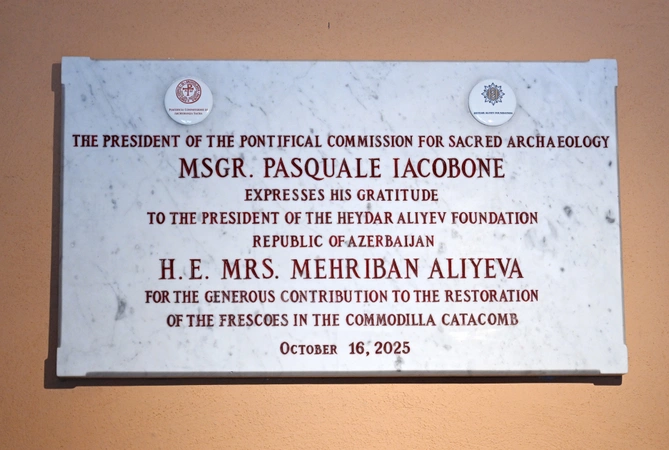 THE PRESIDENT OF THE PONTIFICAL COMMISSION FOR SACRED ARCHAEOLOGY
MSGR. PASQUALE IACOBONE
EXPRESSES HIS GRATITUDE
TO THE PRESIDENT OF THE HEYDAR ALIYEV FOUNDATION
REPUBLIC OF AZERBAIJAN
H.E. MRS. MEHRIBAN ALIYEVA
FOR THE GENEROUS CONTRIBUTION TO THE RESTORATION
OF THE FRESCOES IN THE COMMODILLA CATACOMB
OCTOBER 16, 2025